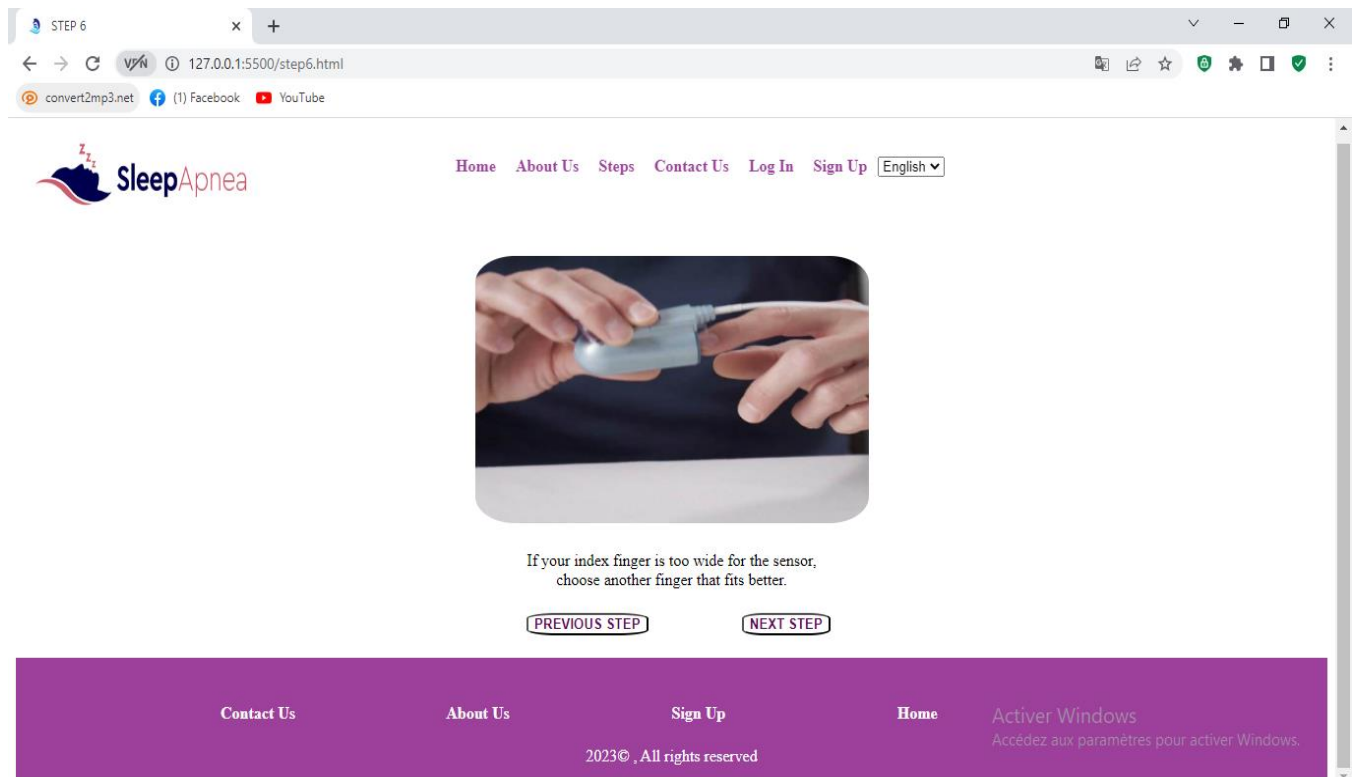 STEP 6
VPN 127.0.0.1:5500/step6.html
convert2mp3.net (1) Facebook YouTube
z z z
SleepApnea
Home About Us Steps Contact Us Log In Sign Up English
If your index finger is too wide for the sensor,
choose another finger that fits better.
PREVIOUS STEP NEXT STEP
Contact Us About Us Sign Up Home
Activer Windows
Accédez aux paramètres pour activer Windows.
2023© , All rights reserved